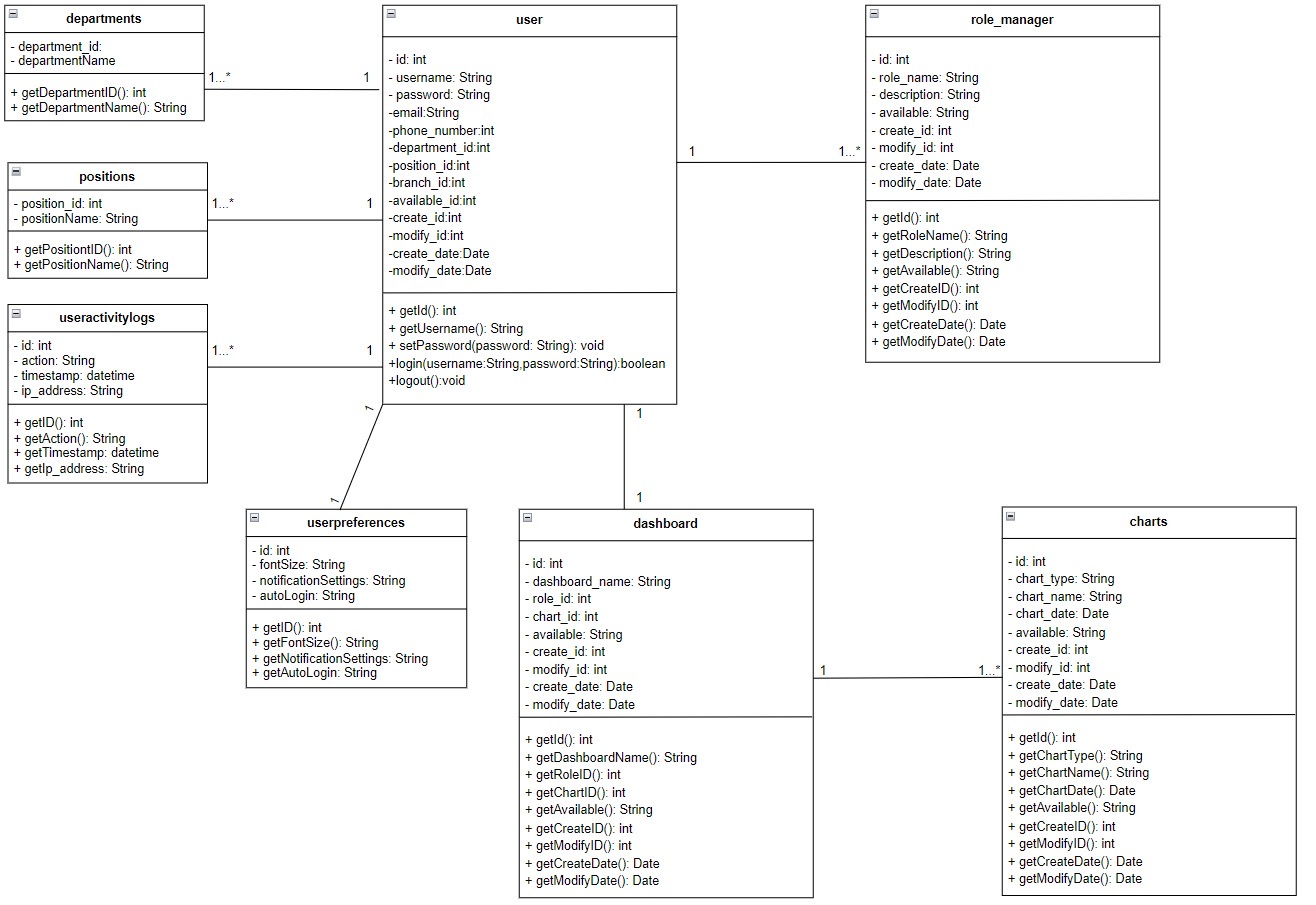 departments
- department_id:
- departmentName
+ getDepartmentID(): int
+ getDepartmentName(): String
1...*
1
positions
- position_id: int
- positionName: String
+ getPositiontID(): int
+ getPositionName(): String
1...*
1
useractivitylogs
- id: int
- action: String
- timestamp: datetime
- ip_address: String
+ getID(): int
+ getAction(): String
+ getTimestamp: datetime
+ getIp_address: String
1...*
1
user
- id: int
- username: String
- password: String
-email:String
-phone_number:int
-department_id:int
-position_id:int
-branch_id:int
-available_id:int
-create_id:int
-modify_id:int
-create_date:Date
-modify_date:Date
+ getId(): int
+ getUsername(): String
+ setPassword(password: String): void
+login(username:String,password:String):boolean
+logout():void
1
1...*
role_manager
- id: int
- role_name: String
- description: String
- available: String
- create_id: int
- modify_id: int
- create_date: Date
- modify_date: Date
+ getId(): int
+ getRoleName(): String
+ getDescription(): String
+ getAvailable(): String
+ getCreateID(): int
+ getModifyID(): int
+ getCreateDate(): Date
+ getModifyDate(): Date
1
1
userpreferences
- id: int
- fontSize: String
- notificationSettings: String
- autoLogin: String
+ getID(): int
+ getFontSize(): String
+ getNotificationSettings: String
+ getAutoLogin: String
1
1
dashboard
- id: int
- dashboard_name: String
- role_id: int
- chart_id: int
- available: String
- create_id: int
- modify_id: int
- create_date: Date
- modify_date: Date
+ getId(): int
+ getDashboardName(): String
+ getRoleID(): int
+ getChartID(): int
+ getAvailable(): String
+ getCreateID(): int
+ getModifyID(): int
+ getCreateDate(): Date
+ getModifyDate(): Date
1
1...*
charts
- id: int
- chart_type: String
- chart_name: String
- chart_date: Date
- available: String
- create_id: int
- modify_id: int
- create_date: Date
- modify_date: Date
+ getId(): int
+ getChartType(): String
+ getChartName(): String
+ getChartDate(): Date
+ getAvailable(): String
+ getCreateID(): int
+ getModifyID(): int
+ getCreateDate(): Date
+ getModifyDate(): Date